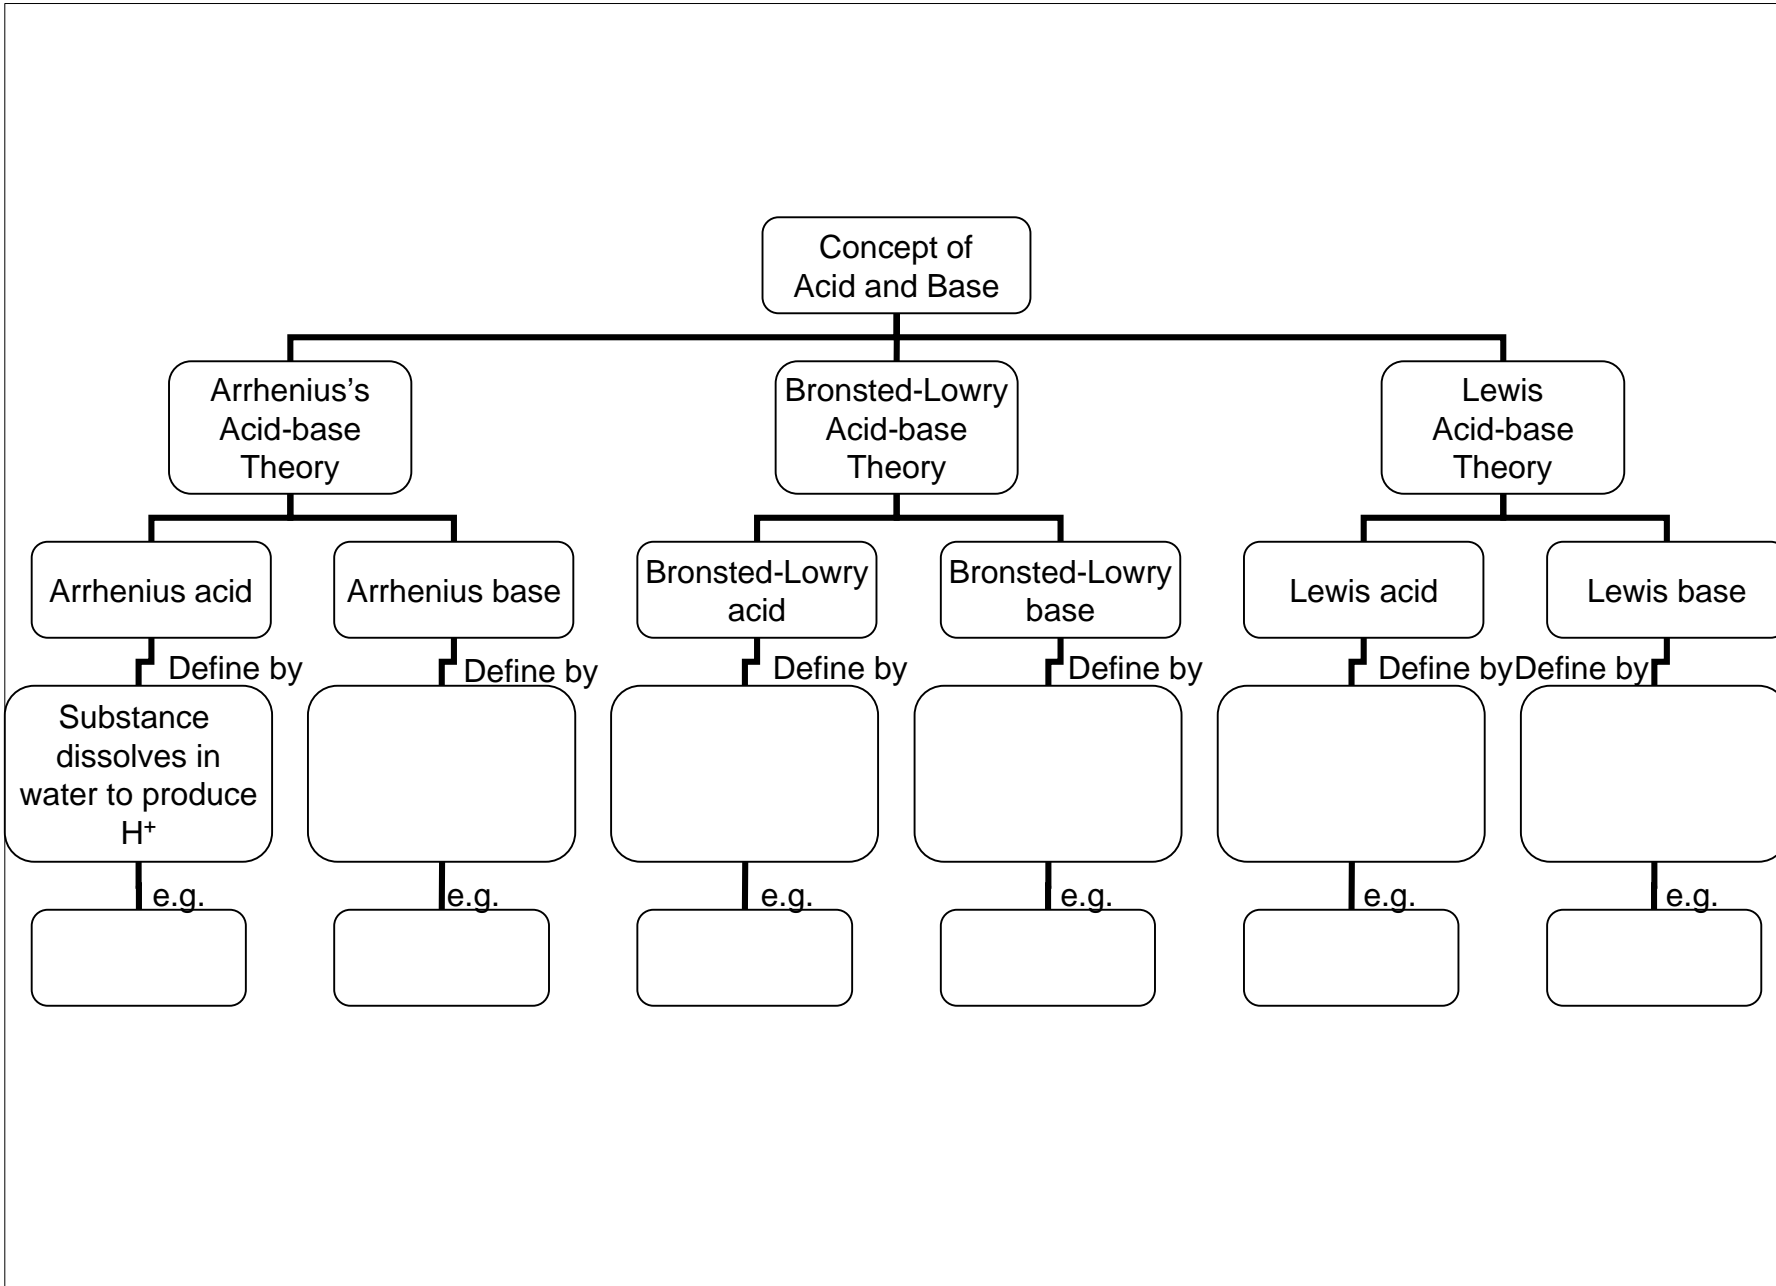 Concept of
Acid and Base
Arrhenius’s
Acid-base
Theory
Bronsted-Lowry
Acid-base
Theory
Lewis
Acid-base
Theory
Arrhenius acid
Arrhenius base
Bronsted-Lowry
acid
Bronsted-Lowry
base
Lewis acid
Lewis base
Define by
Define by
Define by
Define by
Define by
Define by
Substance
dissolves in
water to produce
H⁺
e.g.
e.g.
e.g.
e.g.
e.g.
e.g.